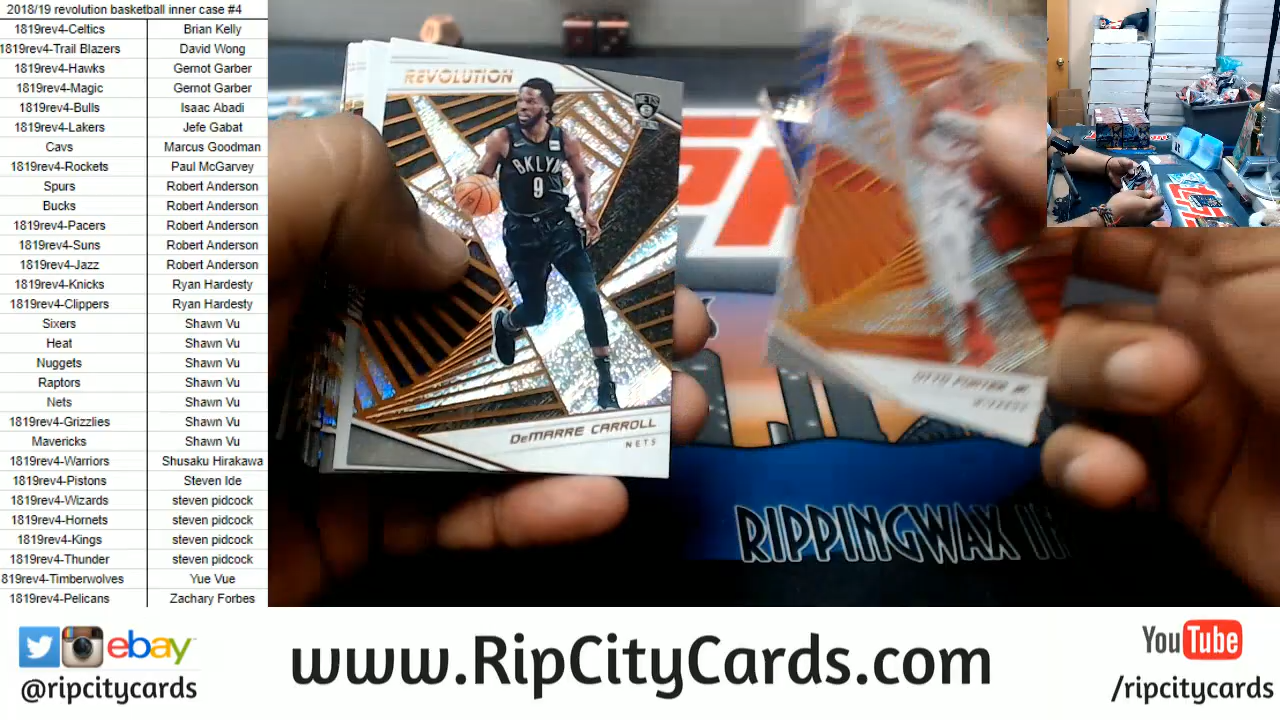 2018/19 revolution basketball inner case #4
1819rev4-Celtics Brian Kelly
1819rev4-Trail Blazers David Wong
1819rev4-Hawks Gernot Garber
1819rev4-Magic Gernot Garber
1819rev4-Bulls Isaac Abadi
1819rev4-Lakers Jefe Gabat
Cavs Marcus Goodman
1819rev4-Rockets Paul McGarvey
Spurs Robert Anderson
Bucks Robert Anderson
1819rev4-Pacers Robert Anderson
1819rev4-Suns Robert Anderson
1819rev4-Jazz Robert Anderson
1819rev4-Knicks Ryan Hardesty
1819rev4-Clippers Ryan Hardesty
Sixers Shawn Vu
Heat Shawn Vu
Nuggets Shawn Vu
Raptors Shawn Vu
Nets Shawn Vu
1819rev4-Grizzlies Shawn Vu
Mavericks Shawn Vu
1819rev4-Warriors Shusaku Hirakawa
1819rev4-Pistons Steven Ide
1819rev4-Wizards steven pidcock
1819rev4-Hornets steven pidcock
1819rev4-Kings steven pidcock
1819rev4-Thunder steven pidcock
819rev4-Timberwolves Yue Vue
1819rev4-Pelicans Zachary Forbes
REVOLUTION
NETS
BKLYN
9
DeMARRE CARROLL
NETS
OTTO PORTER JR.
WIZARDS
RIPPINGWAX
ebay
@ripcitycards
www.RipCityCards.com
YouTube
/ripcitycards